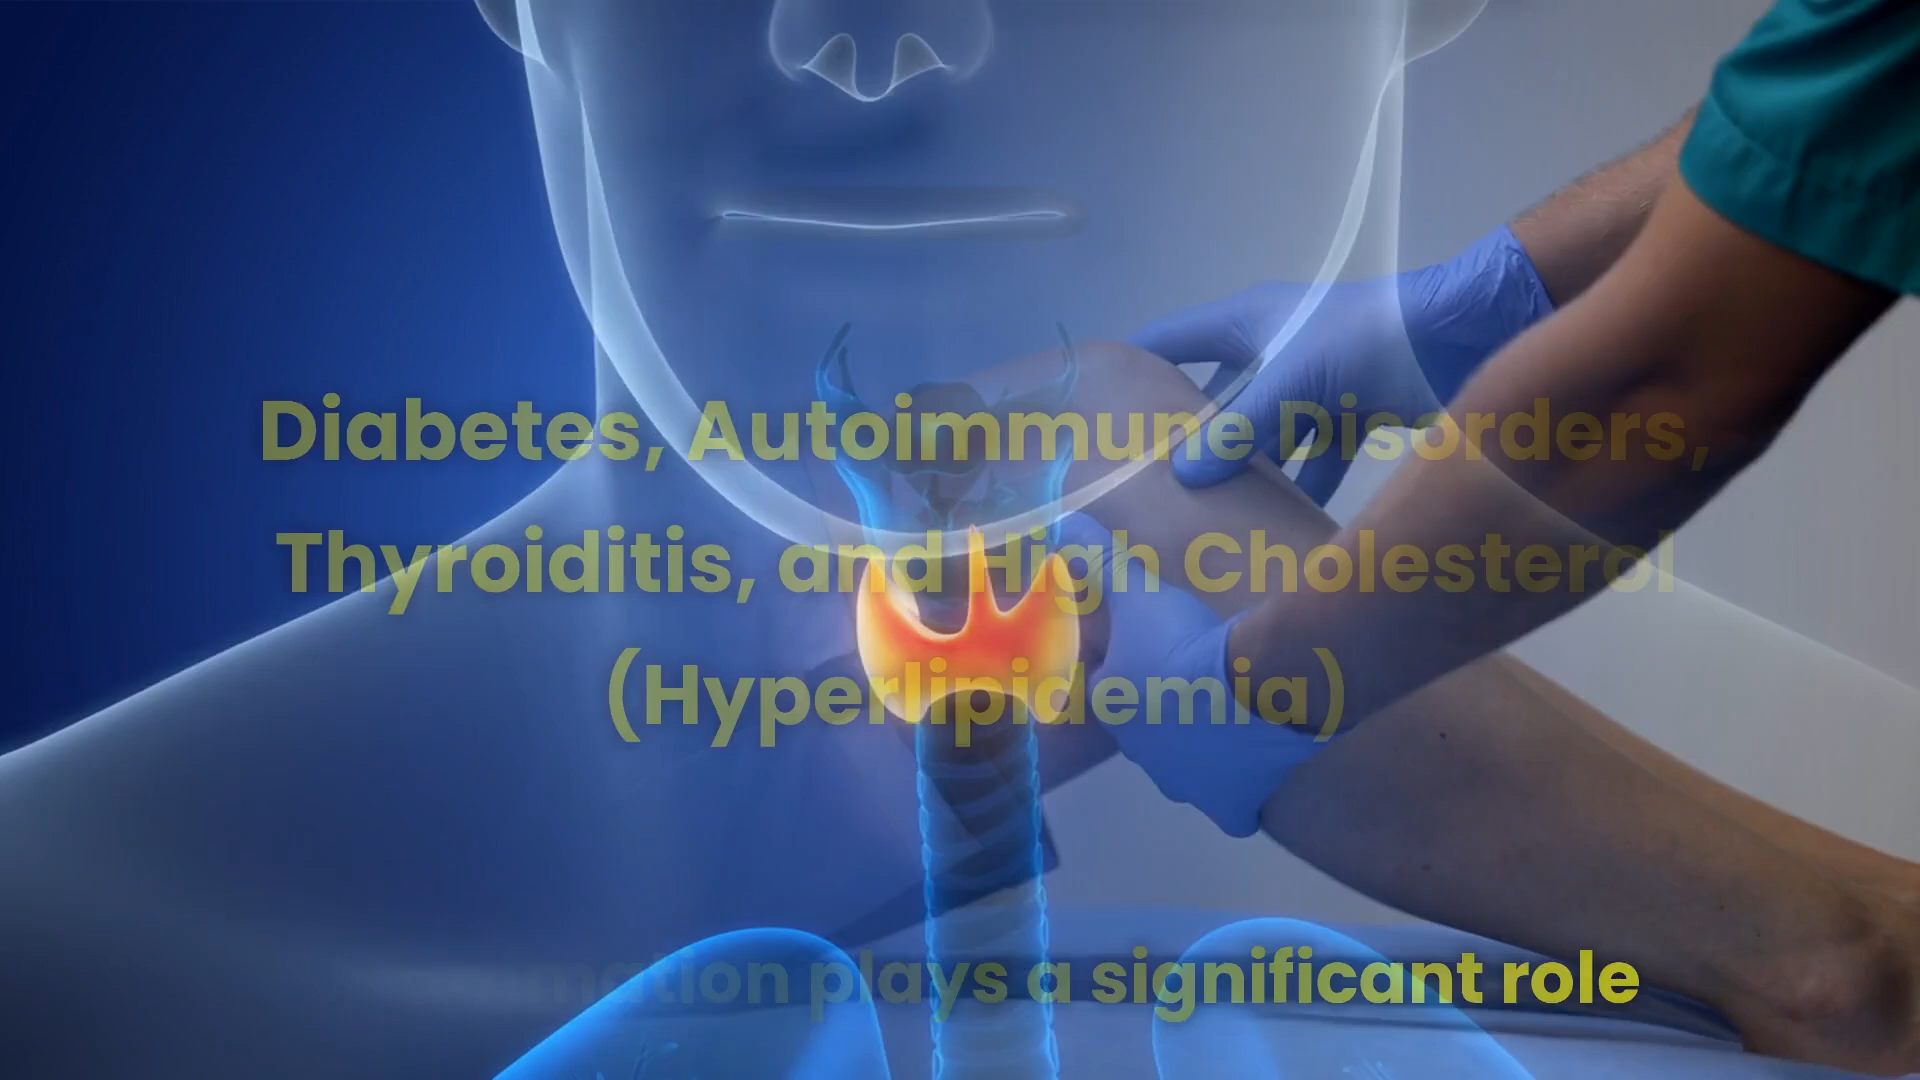 Diabetes, Autoimmune Disorders,
Thyroiditis, and High Cholesterol
(Hyperlipidemia)
plays a significant role